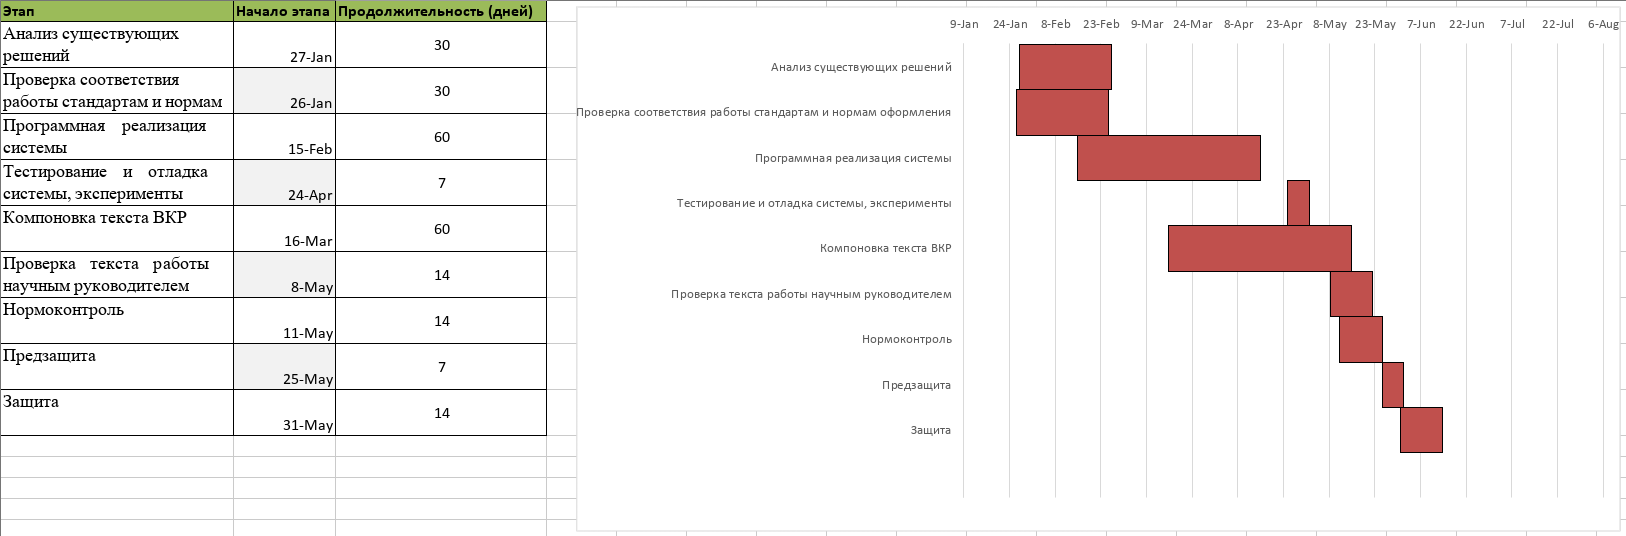 Этап Начало этапа Продолжительность (дней)
Анализ существующих
решений 27-Jan 30
Проверка соответствия
работы стандартам и нормам 26-Jan 30
Программная реализация
системы 15-Feb 60
Тестирование и отладка
системы, эксперименты 24-Apr 7
Компоновка текста ВКР 16-Mar 60
Проверка текста работы
научным руководителем 8-May 14
Нормоконтроль 11-May 14
Предзащита 25-May 7
Защита 31-May 14
9-Jan 24-Jan 8-Feb 23-Feb 9-Mar 24-Mar 8-Apr 23-Apr 8-May 23-May 7-Jun 22-Jun 7-Jul 22-Jul 6-Aug
Анализ существующих решений
Проверка соответствия работы стандартам и нормам оформления
Программная реализация системы
Тестирование и отладка системы, эксперименты
Компоновка текста ВКР
Проверка текста работы научным руководителем
Нормоконтроль
Предзащита
Защита